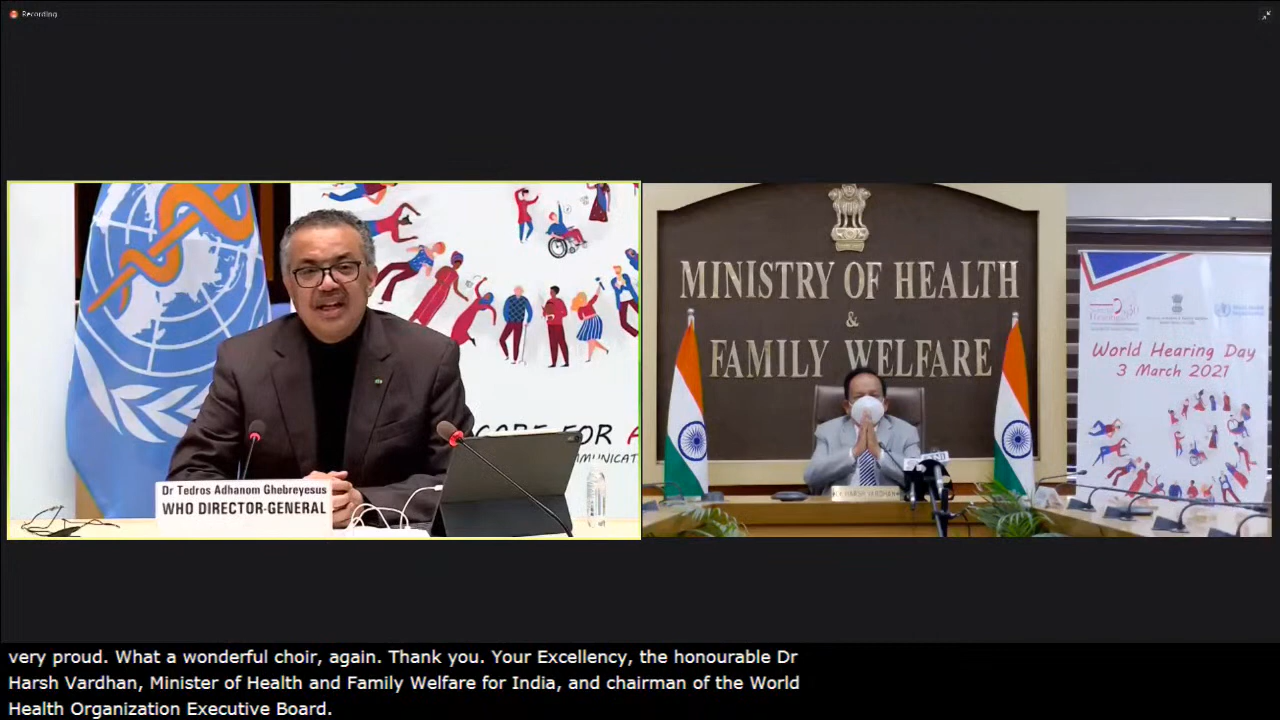 Recording
Dr Tedros Adhanom Ghebreyesus
WHO DIRECTOR-GENERAL
CARE FOR
MINISTRY OF HEALTH
&
FAMILY WELFARE
World Hearing Day
3 March 2021
very proud. What a wonderful choir, again. Thank you. Your Excellency, the honourable Dr
Harsh Vardhan, Minister of Health and Family Welfare for India, and chairman of the World
Health Organization Executive Board.